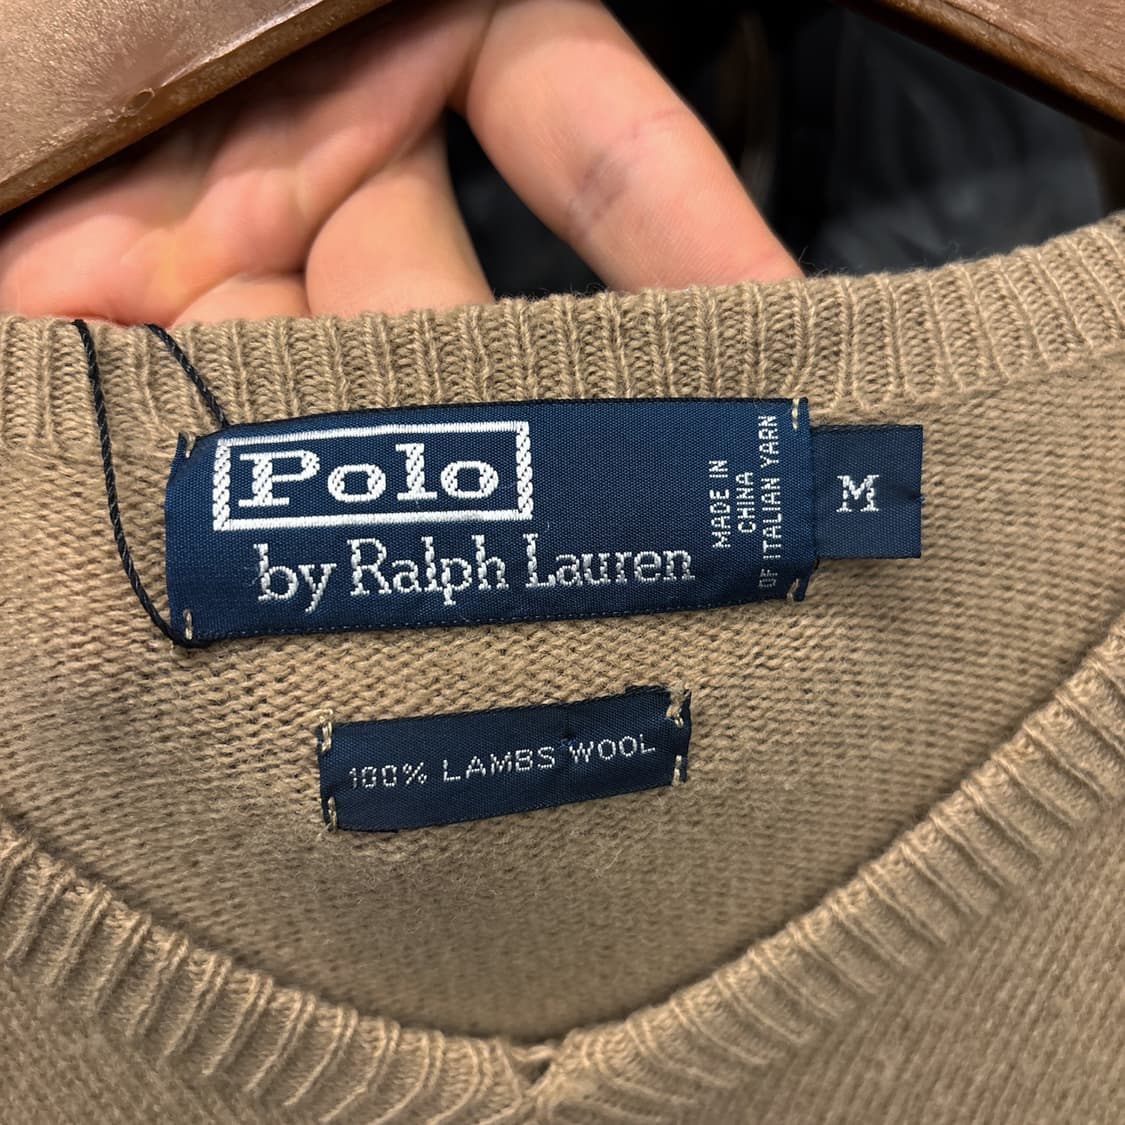 Polo
by Ralph Lauren
MADE IN
CHINA
OF ITALIAN YARN
M
100% LAMBS WOOL